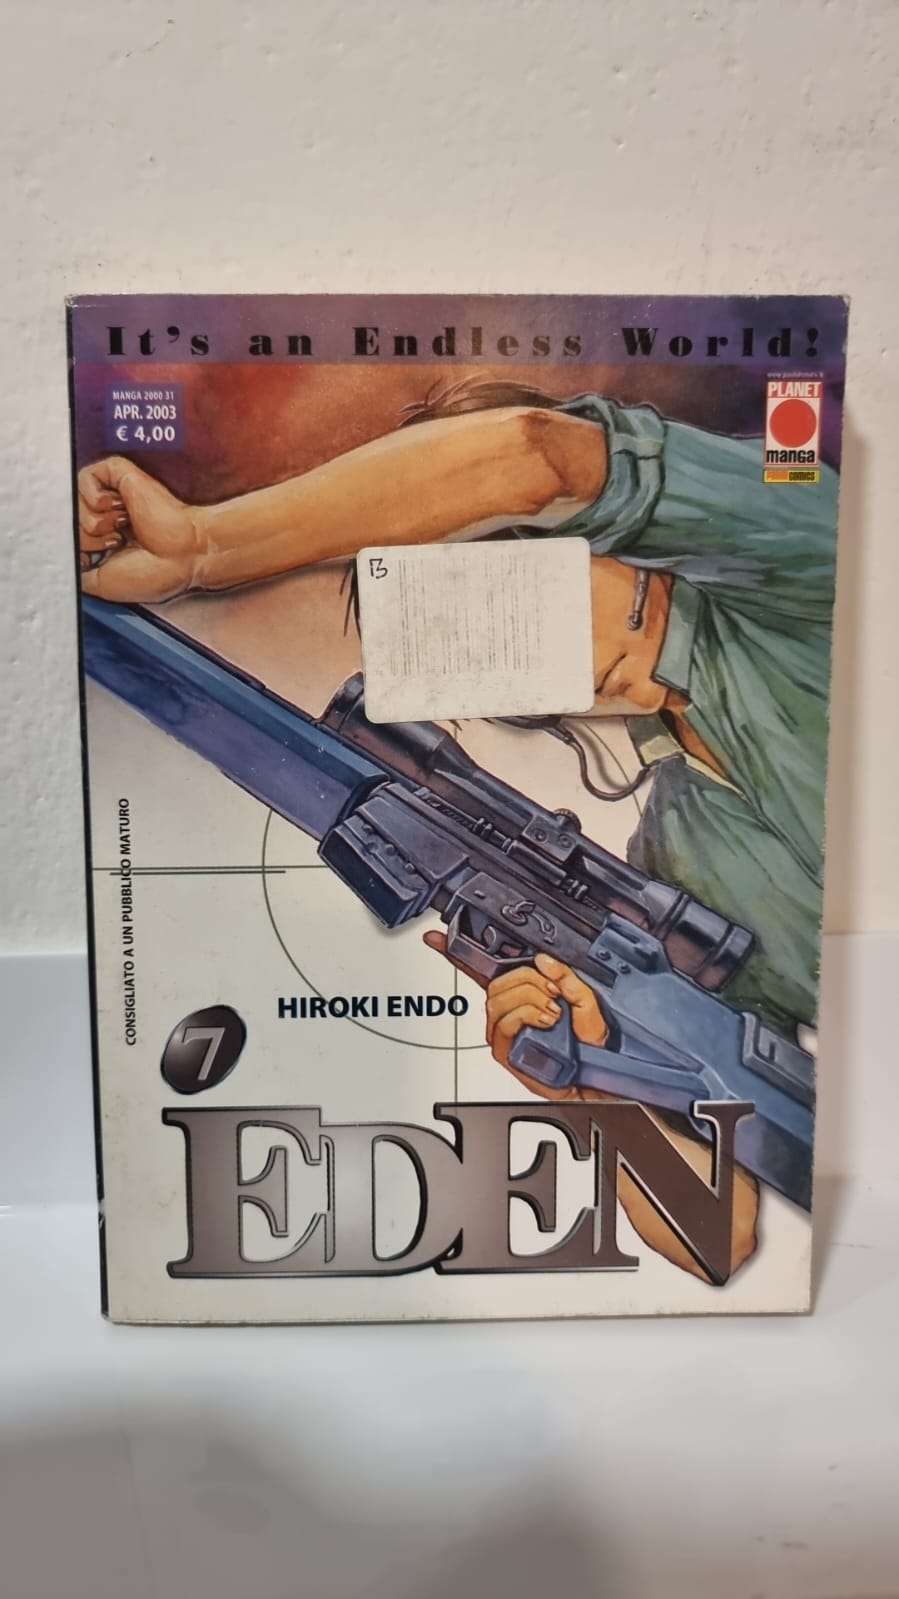 It's an Endless World!
MANGA 2000 31
APR. 2003
€ 4,00
PLANET
manga
B
CONSIGLIATO A UN PUBBLICO MATURO
HIROKI ENDO
7
EDEN